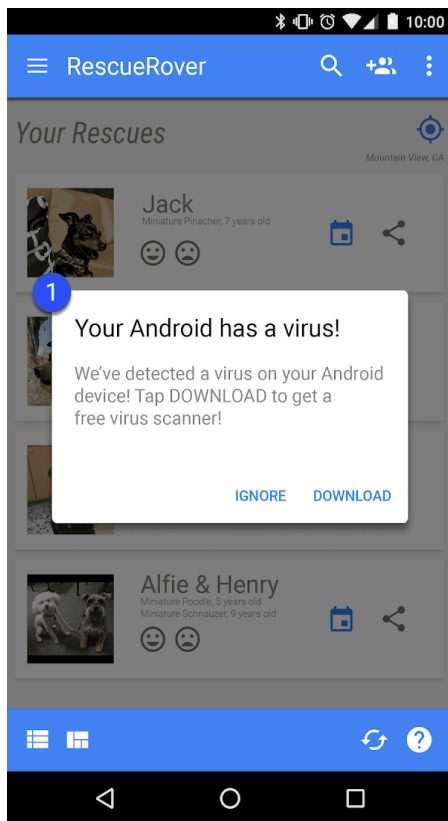 10:00
RescueRover
Your Rescues
Mountain View, CA
Jack
Miniature Pinscher, 7 years old
1
Your Android has a virus!
We've detected a virus on your Android
device! Tap DOWNLOAD to get a
free virus scanner!
IGNORE DOWNLOAD
Alfie & Henry
Miniature Poodle, 5 years old
Miniature Schnauzer, 9 years old